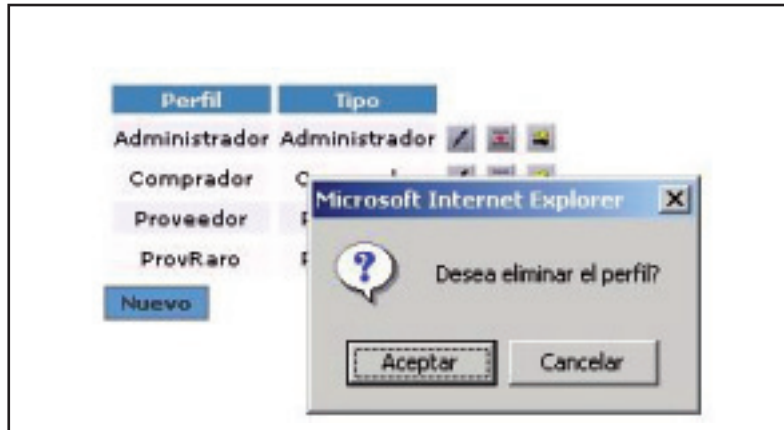 Perfil Tipo
Administrador Administrador
Comprador
Proveedor
ProvRaro
Nuevo
Microsoft Internet Explorer
Desea eliminar el perfil?
Aceptar Cancelar